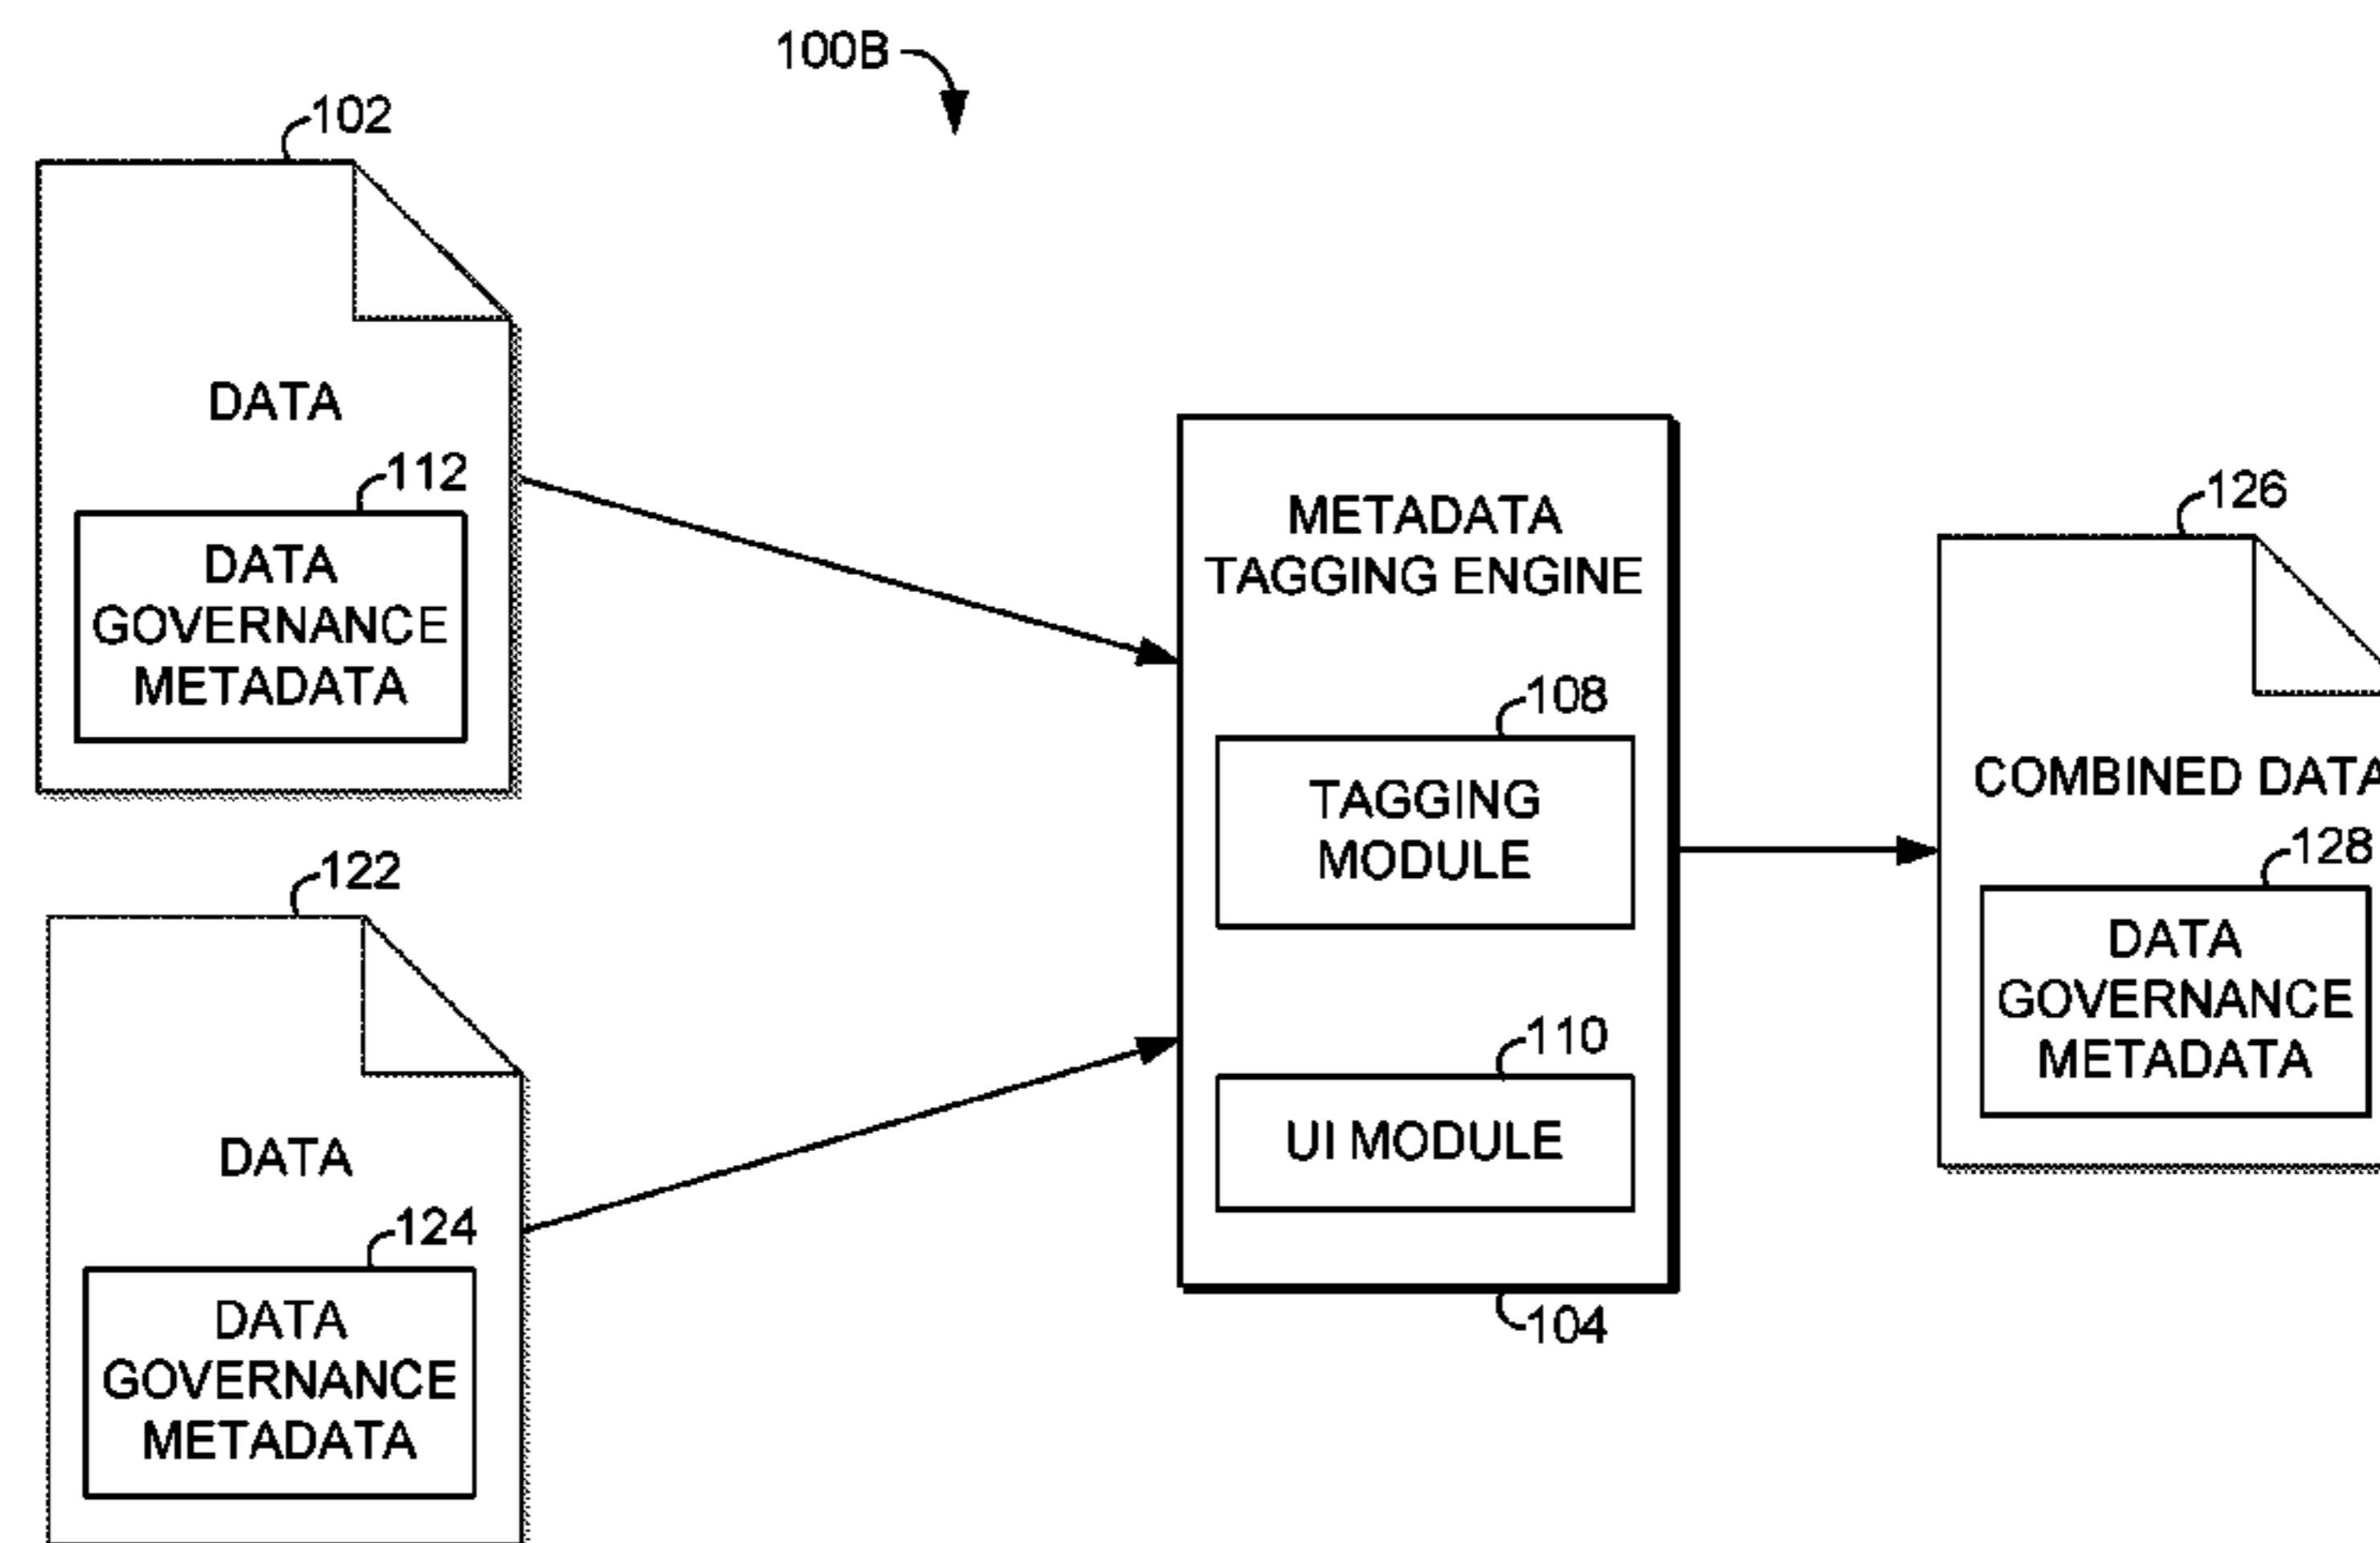 100B
102
DATA
112
DATA
GOVERNANCE
METADATA
122
DATA
124
DATA
GOVERNANCE
METADATA
METADATA
TAGGING ENGINE
108
TAGGING
MODULE
110
UI MODULE
104
126
COMBINED DATA
128
DATA
GOVERNANCE
METADATA